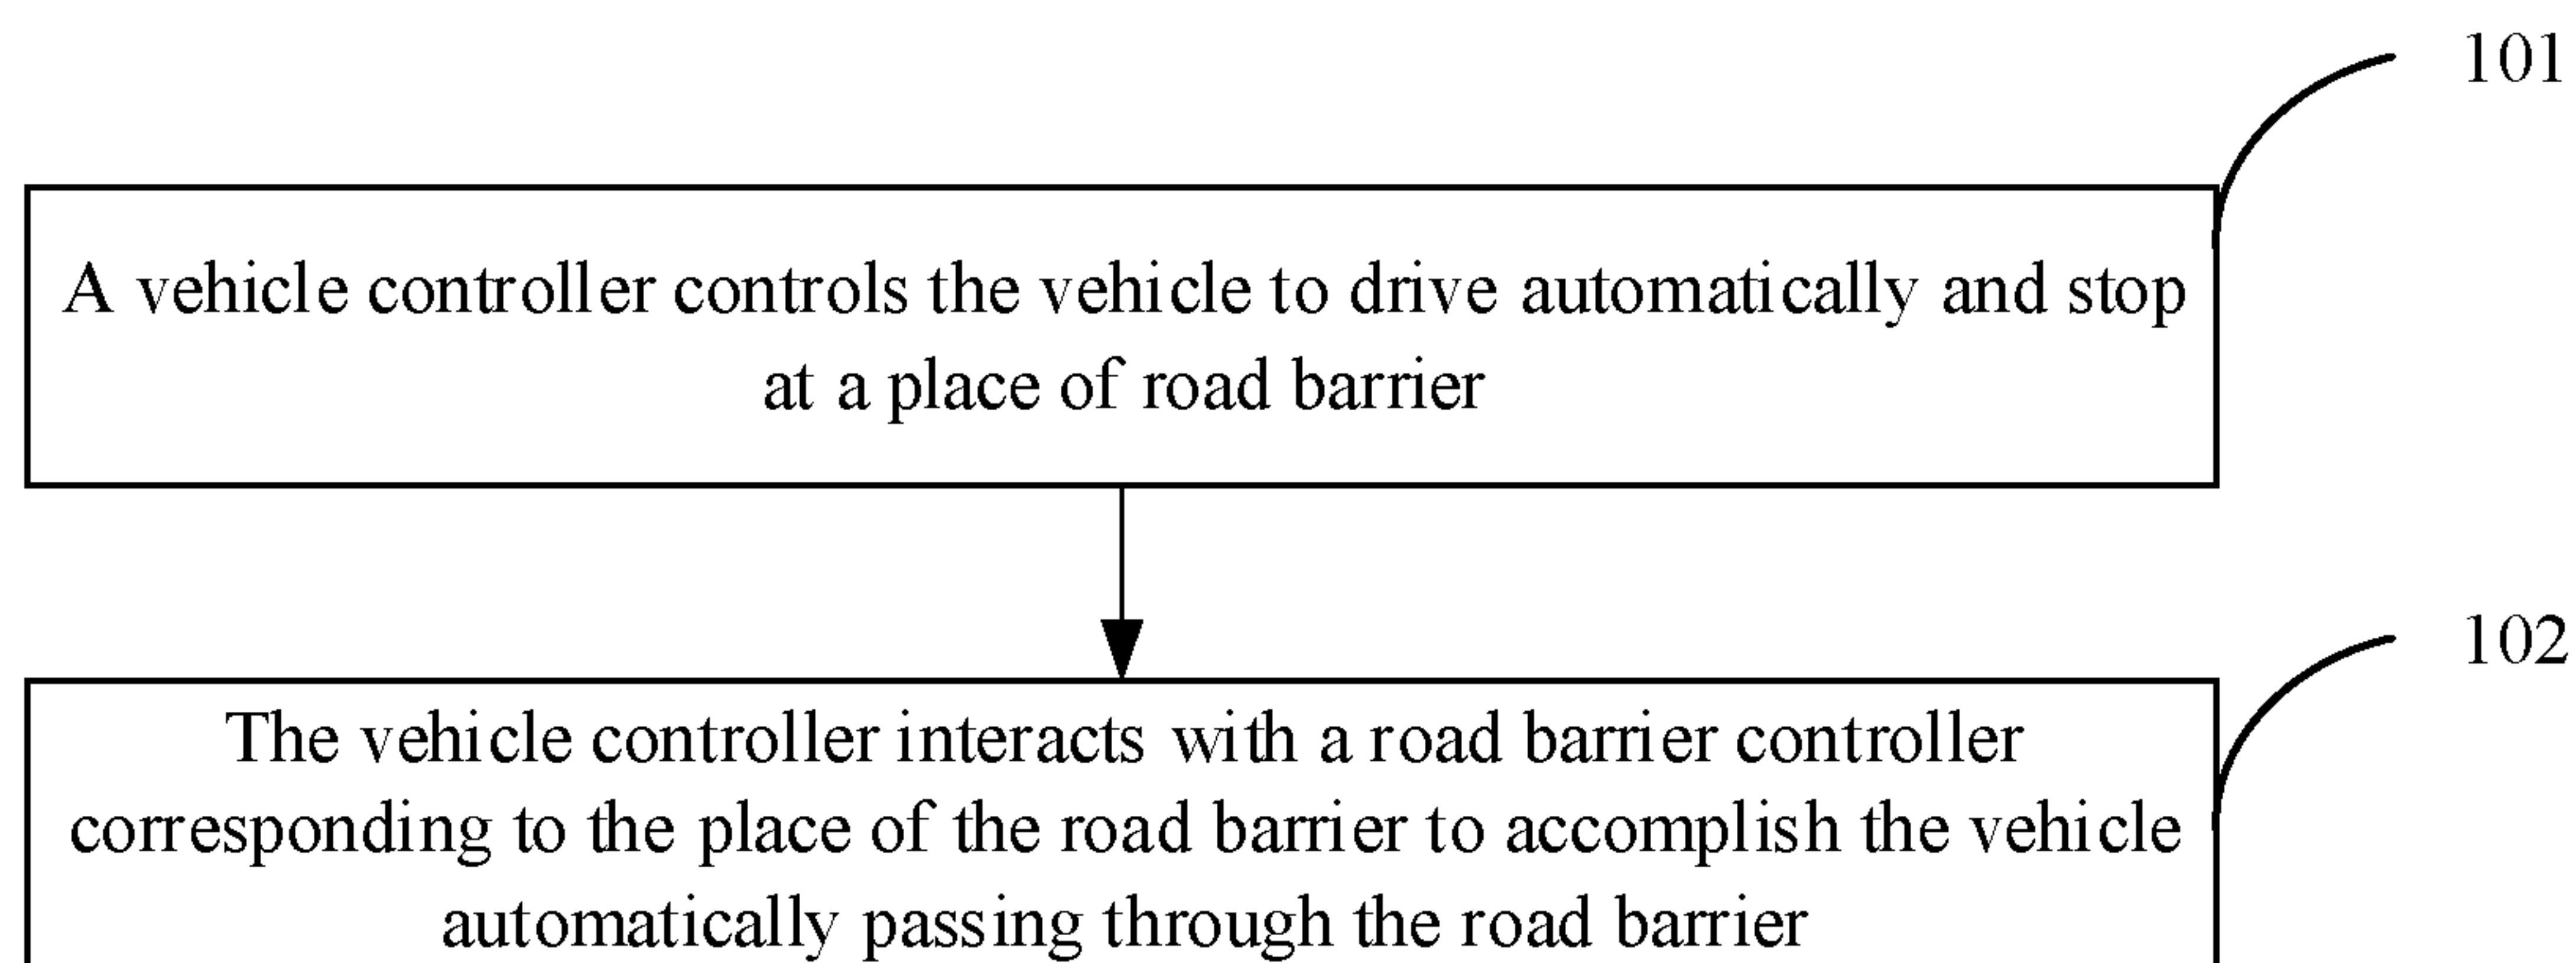 101
A vehicle controller controls the vehicle to drive automatically and stop
at a place of road barrier
102
The vehicle controller interacts with a road barrier controller
corresponding to the place of the road barrier to accomplish the vehicle
automatically passing through the road barrier